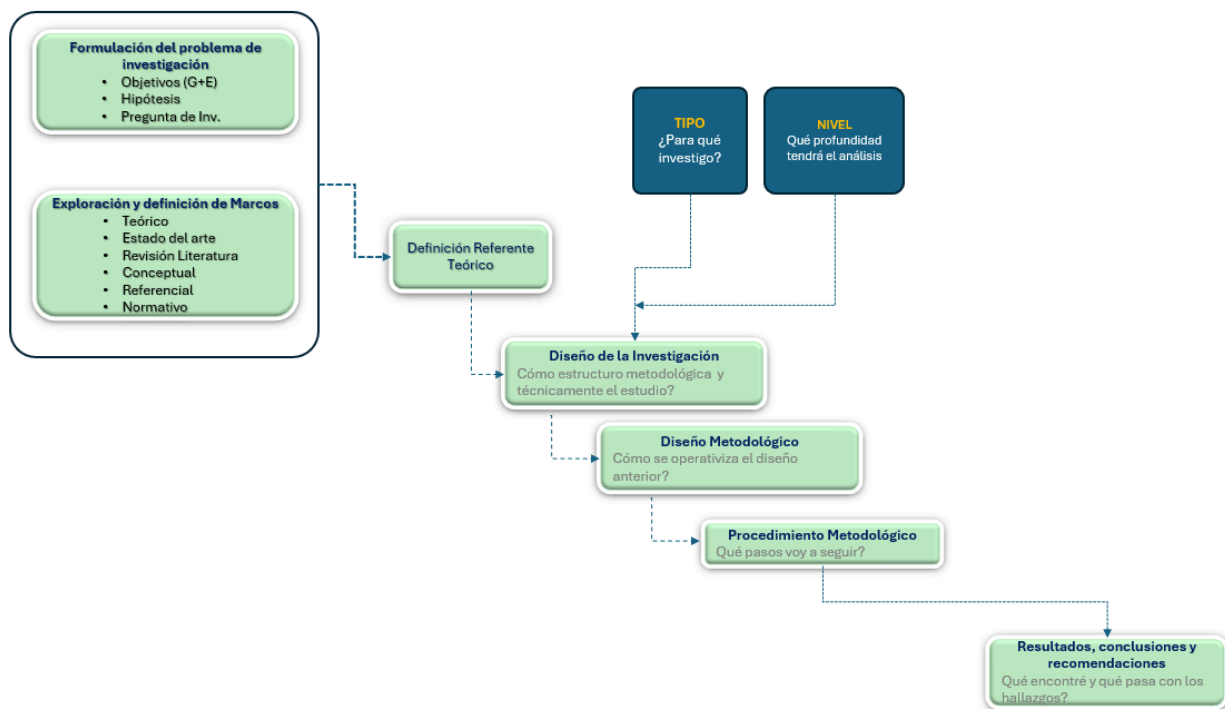 Formulación del problema de
investigación
• Objetivos (G+E)
• Hipótesis
• Pregunta de Inv.
Exploración y definición de Marcos
• Teórico
• Estado del arte
• Revisión Literatura
• Conceptual
• Referencial
• Normativo
TIPO
¿Para qué
investigo?
NIVEL
Qué profundidad
tendrá el análisis
Definición Referente
Teórico
Diseño de la Investigación
Cómo estructuro metodológica y
técnicamente el estudio?
Diseño Metodológico
Cómo se operativiza el diseño
anterior?
Procedimiento Metodológico
Qué pasos voy a seguir?
Resultados, conclusiones y
recomendaciones
Qué encontré y qué pasa con los
hallazgos?